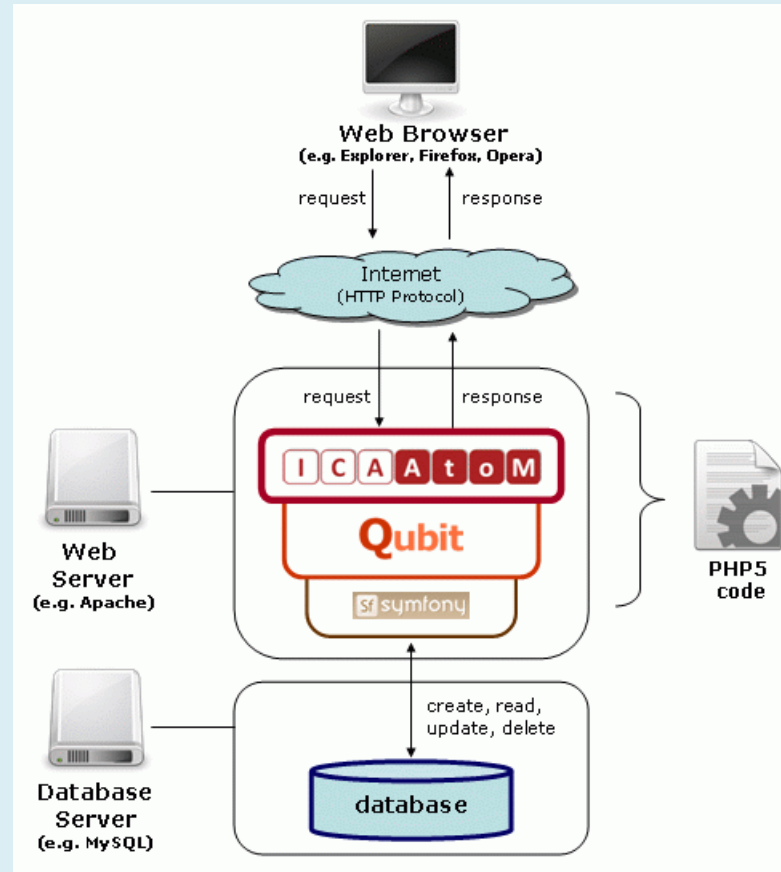 Web Browser
(e.g. Explorer, Firefox, Opera)
request
response
Internet
(HTTP Protocol)
request
response
ICAAtoM
Qubit
Sf symfony
Web
Server
(e.g. Apache)
PHP5
code
create, read,
update, delete
database
Database
Server
(e.g. MySQL)